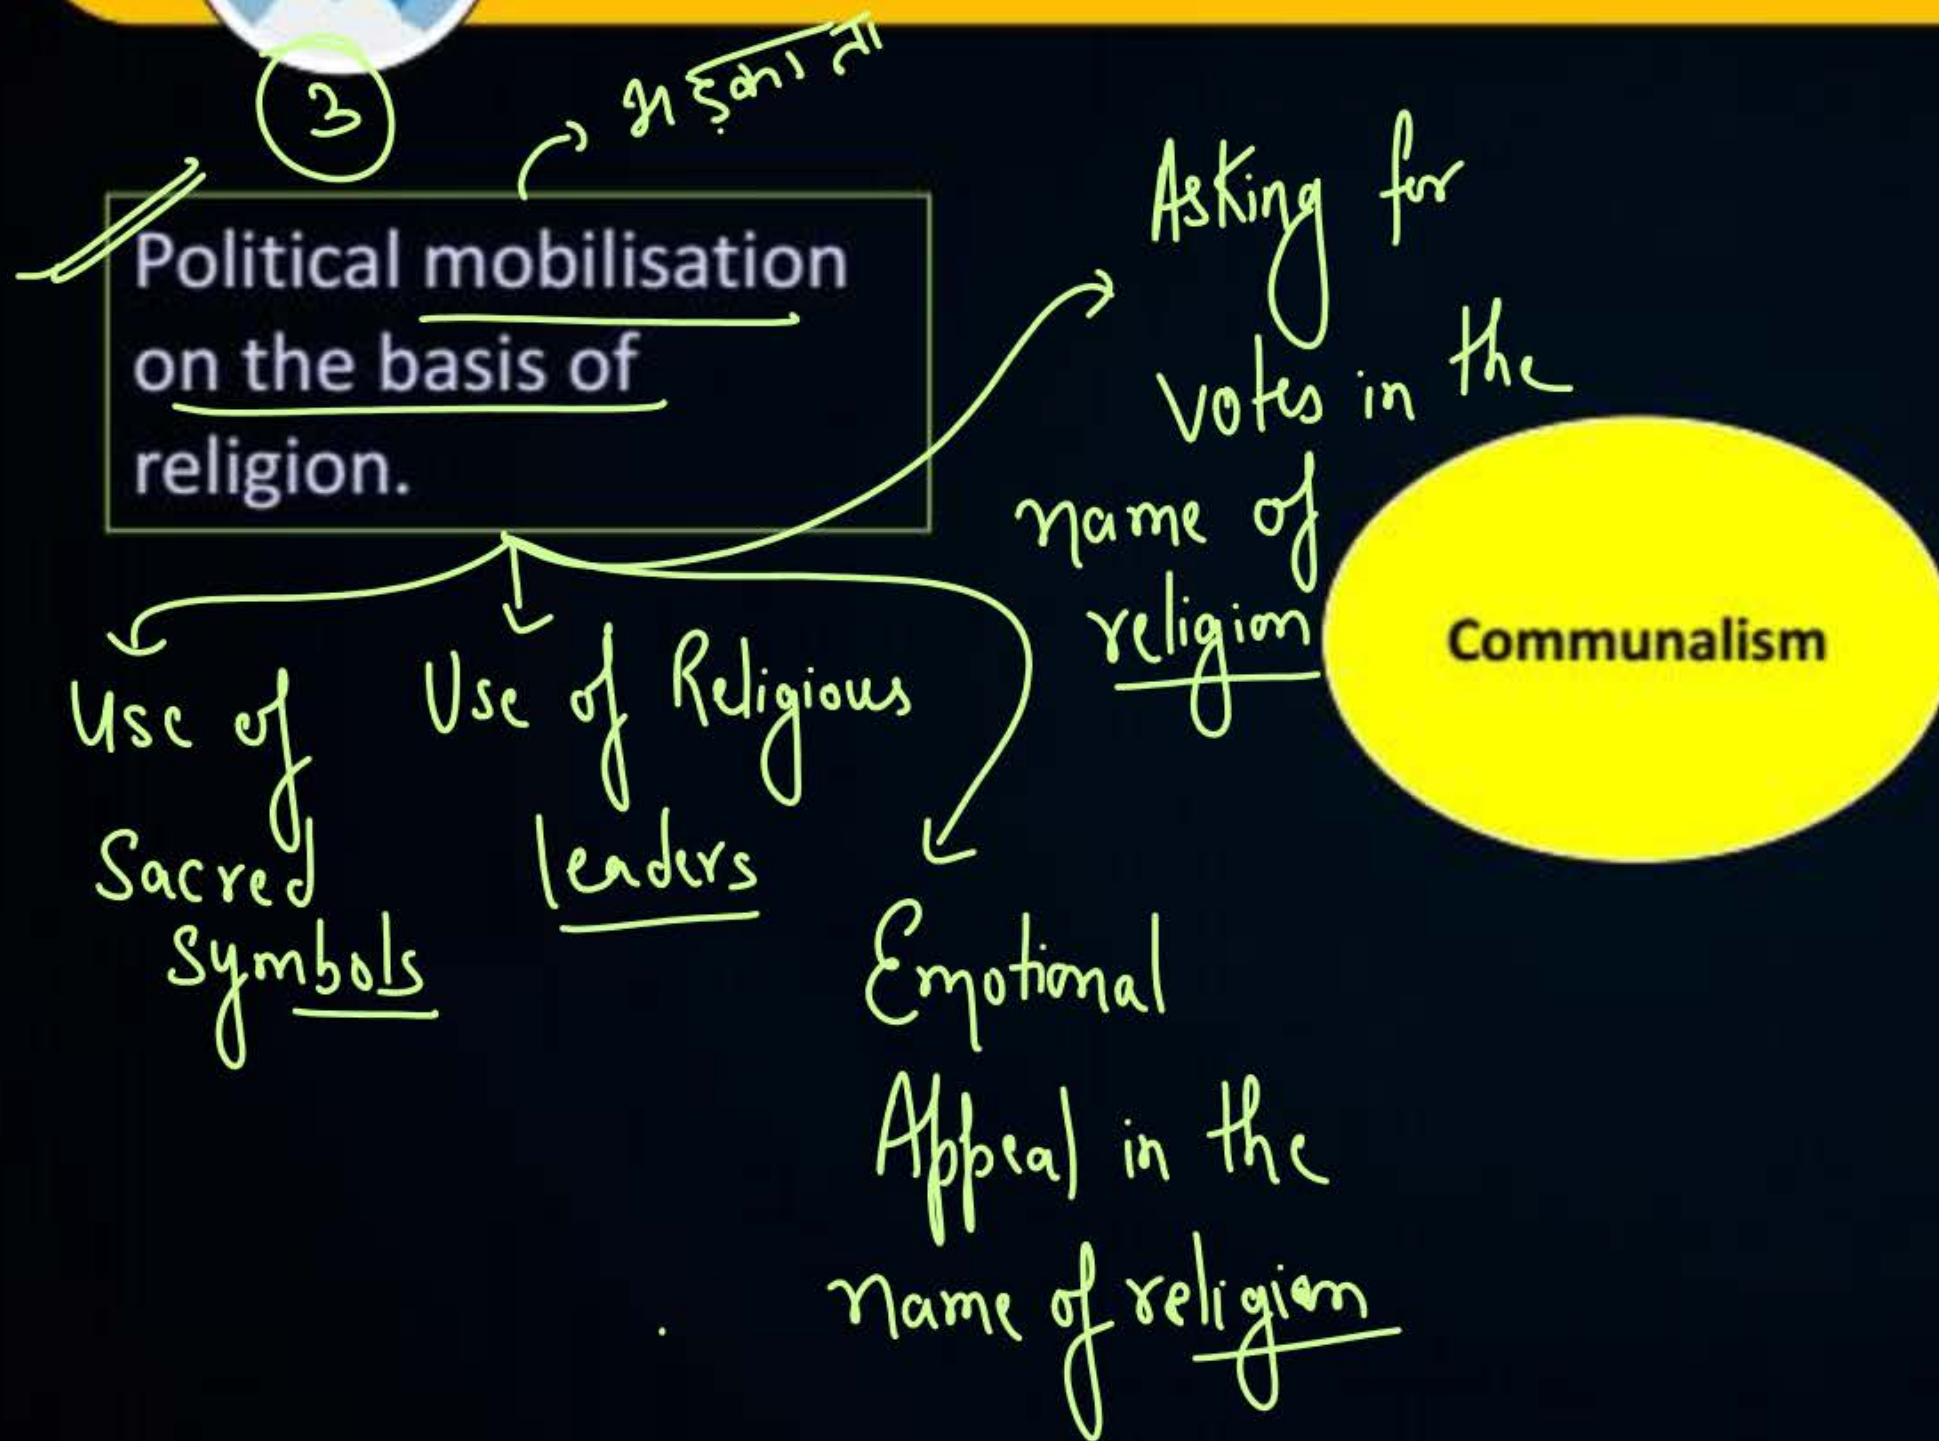 3
भड़काना
Political mobilisation
on the basis of
religion.
Asking for
votes in the
name of
religion
Communalism
Use of
Sacred
Symbols
Use of Religious
leaders
Emotional
Appeal in the
name of religion